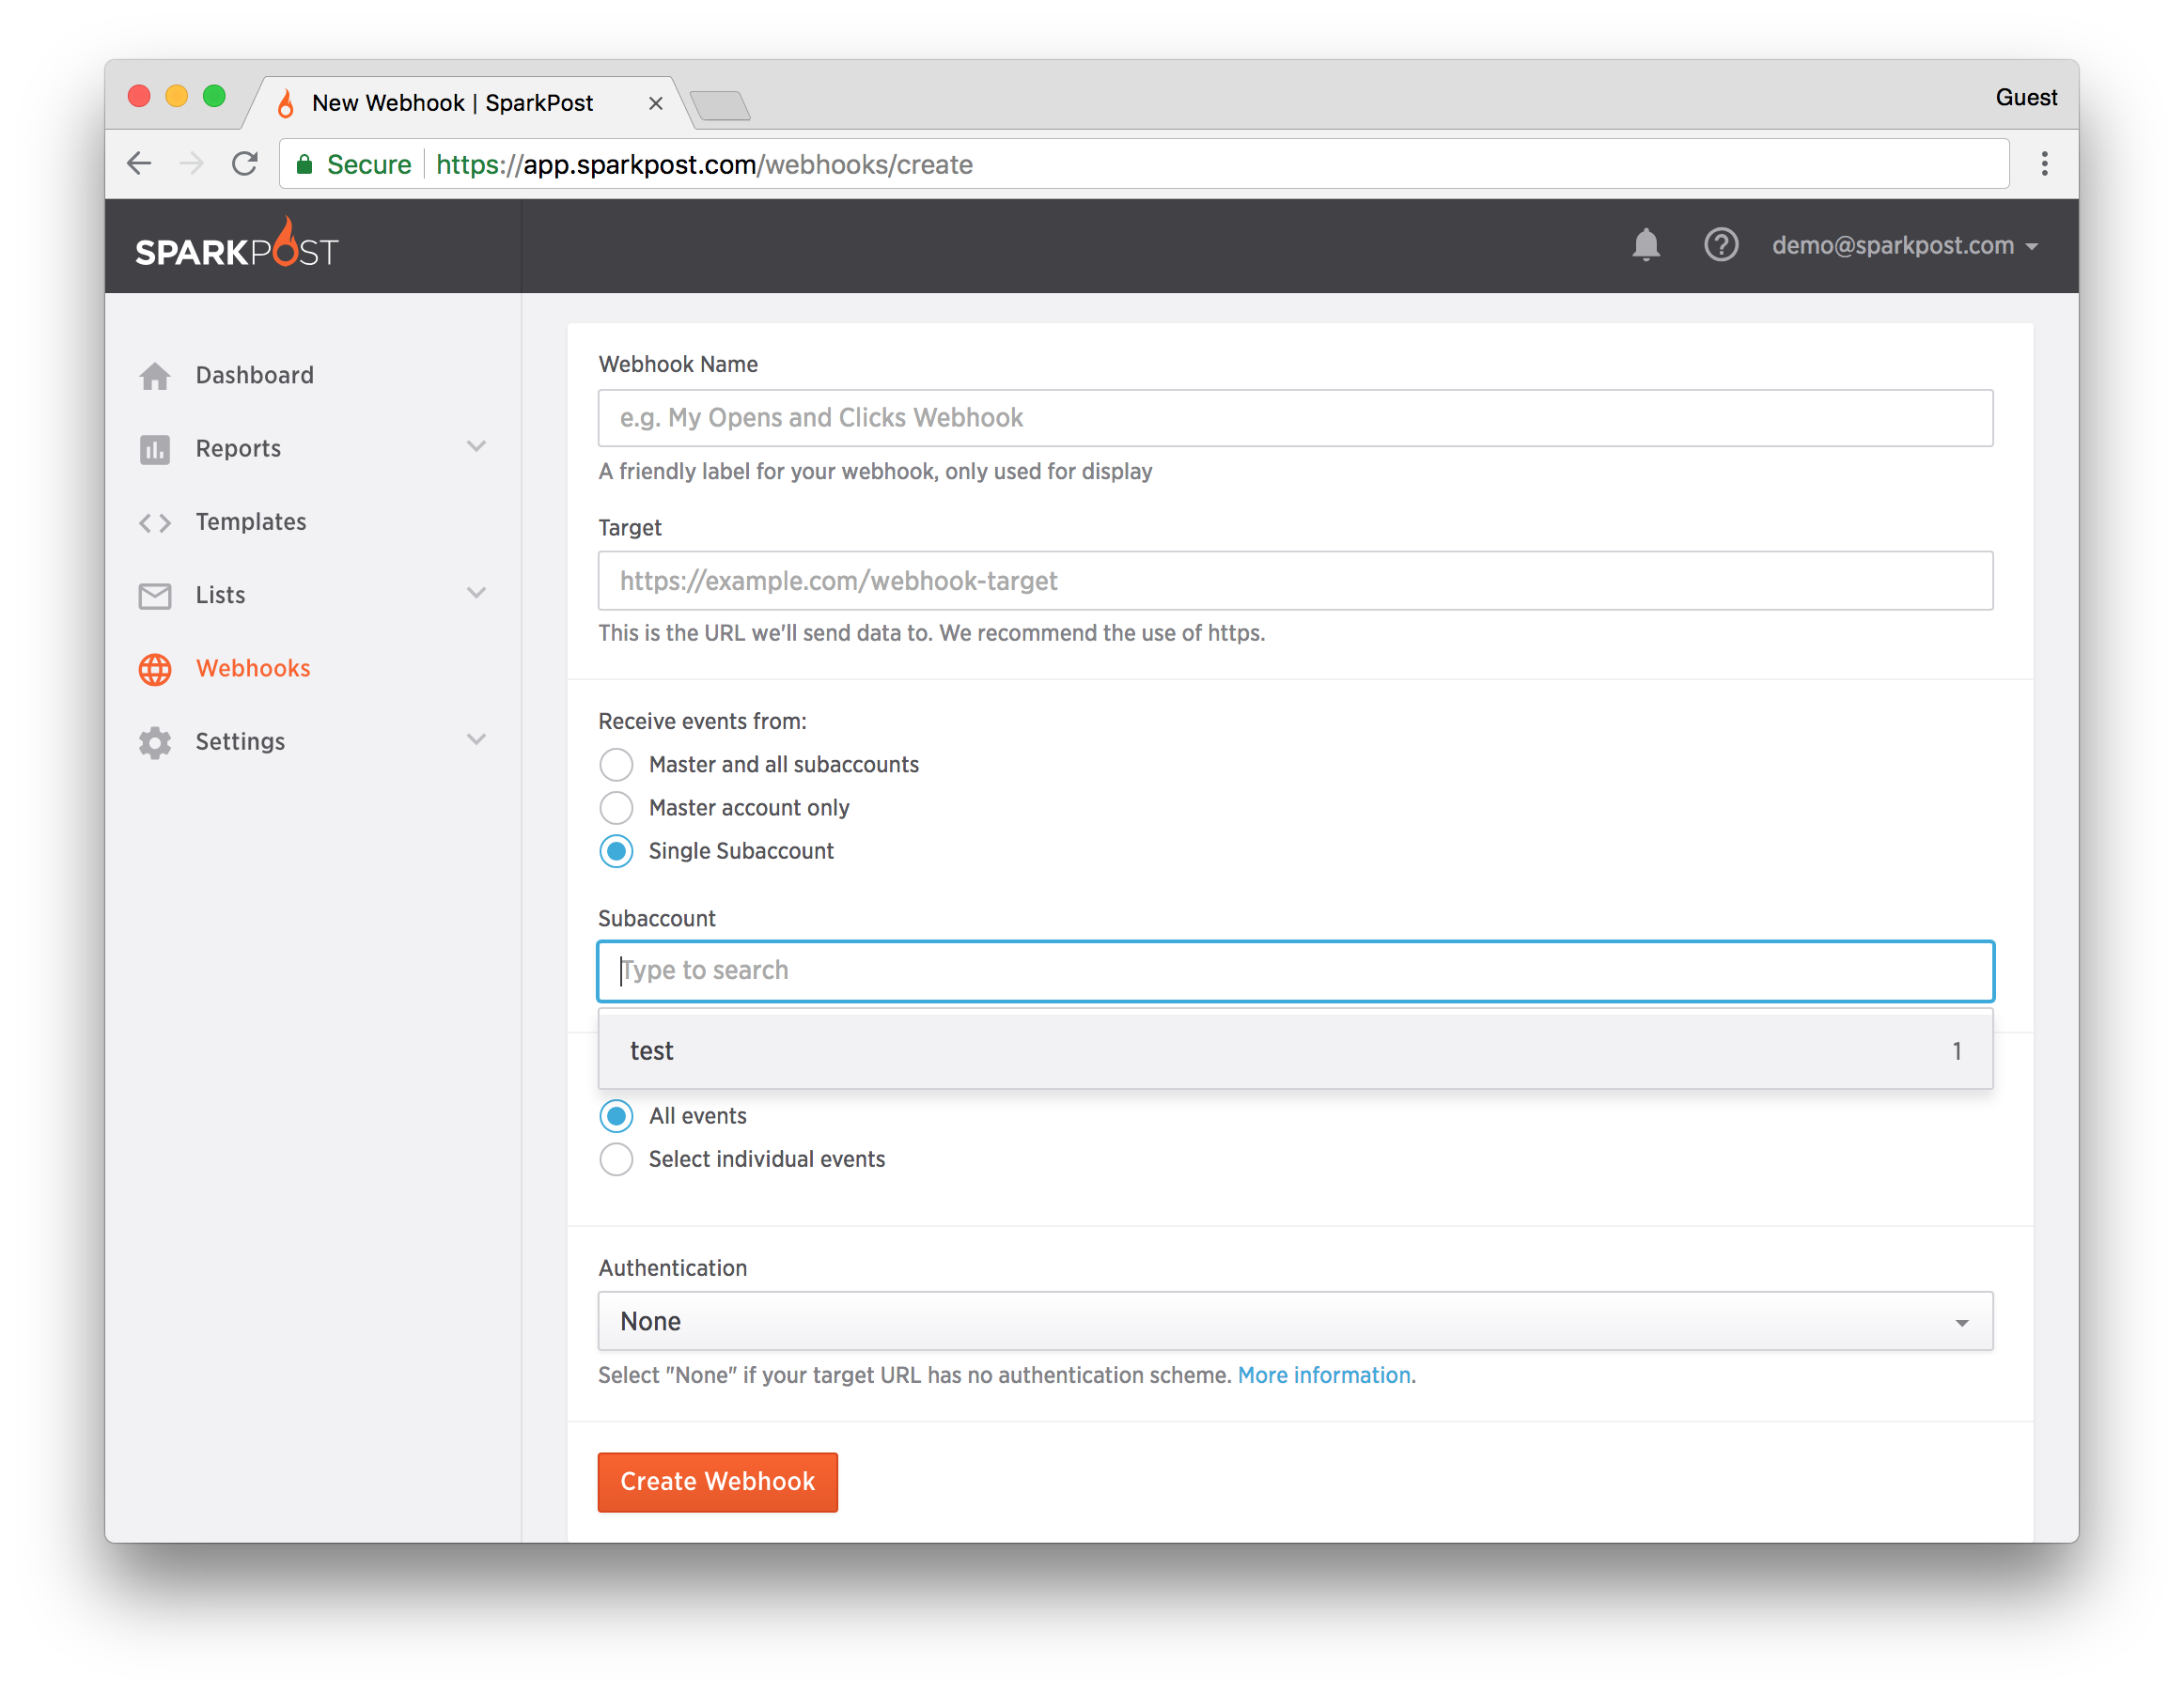 New Webhook | SparkPost
Guest
Secure https://app.sparkpost.com/webhooks/create
SPARKPOST
demo@sparkpost.com
Dashboard
Reports
Templates
Lists
Webhooks
Settings
Webhook Name
e.g. My Opens and Clicks Webhook
A friendly label for your webhook, only used for display
Target
https://example.com/webhook-target
This is the URL we'll send data to. We recommend the use of https.
Receive events from:
Master and all subaccounts
Master account only
Single Subaccount
Subaccount
Type to search
test 1
All events
Select individual events
Authentication
None
Select "None" if your target URL has no authentication scheme. More information.
Create Webhook